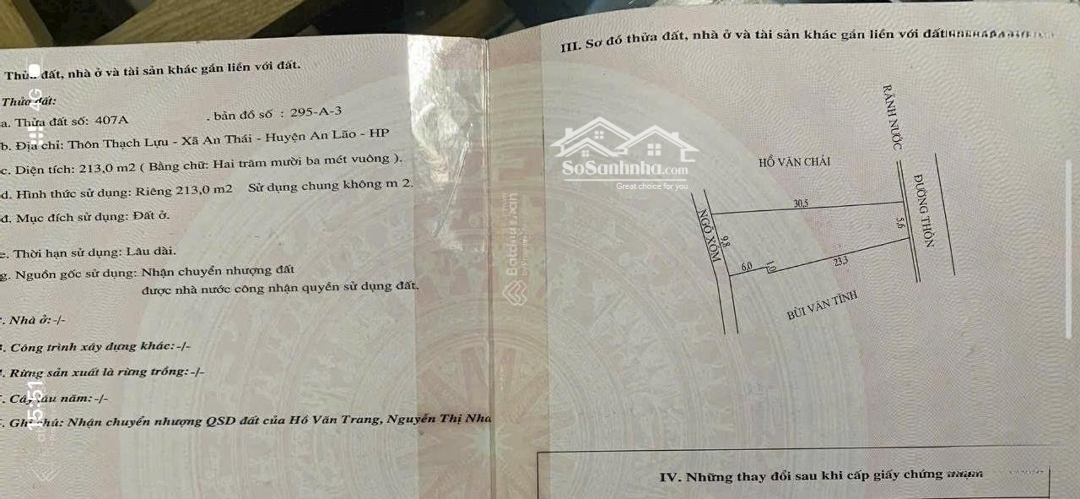 Thửa đất, nhà ở và tài sản khác gắn liền với đất.
Thửa đất:
a. Thửa đất số: 407A . bản đồ số : 295-A-3
b. Địa chỉ: Thôn Thạch Lựu - Xã An Thái - Huyện An Lão - HP
c. Diện tích: 213,0 m2 ( Bằng chữ: Hai trăm mười ba mét vuông ).
d. Hình thức sử dụng: Riêng 213,0 m2 Sử dụng chung không m 2.
đ. Mục đích sử dụng: Đất ở.
e. Thời hạn sử dụng: Lâu dài.
g. Nguồn gốc sử dụng: Nhận chuyển nhượng đất
được nhà nước công nhận quyền sử dụng đất.
. Nhà ở:-/-
. Công trình xây dựng khác:-/-
. Rừng sản xuất là rừng trồng:-/-
. Cây lâu năm:-/-
. Ghi chú: Nhận chuyển nhượng QSD đất của Hồ Văn Trang, Nguyễn Thị Nha
4G
15:51
Batdongsan
III. Sơ đồ thửa đất, nhà ở và tài sản khác gắn liền với đất
SoSanhnha.com
Great choice for you
HỒ VĂN CHẢI
RÃNH NƯỚC
ĐƯỜNG THÔN
NGÕ XÓM
30,5
5,6
9,8
6,0
1,0
23,3
BÙI VĂN TĨNH
IV. Những thay đổi sau khi cấp giấy chứng nhận